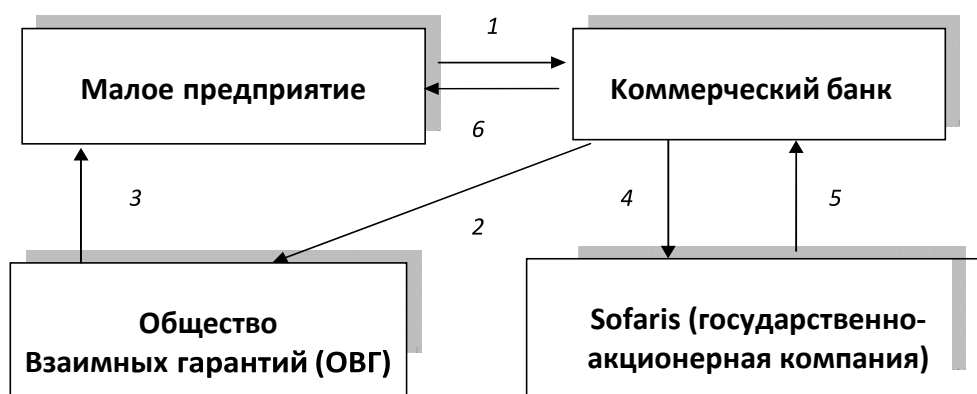 1
Малое предприятие
Коммерческий банк
6
3
2
4
5
Общество
Взаимных гарантий (ОВГ)
Sofaris (государственно-
акционерная компания)